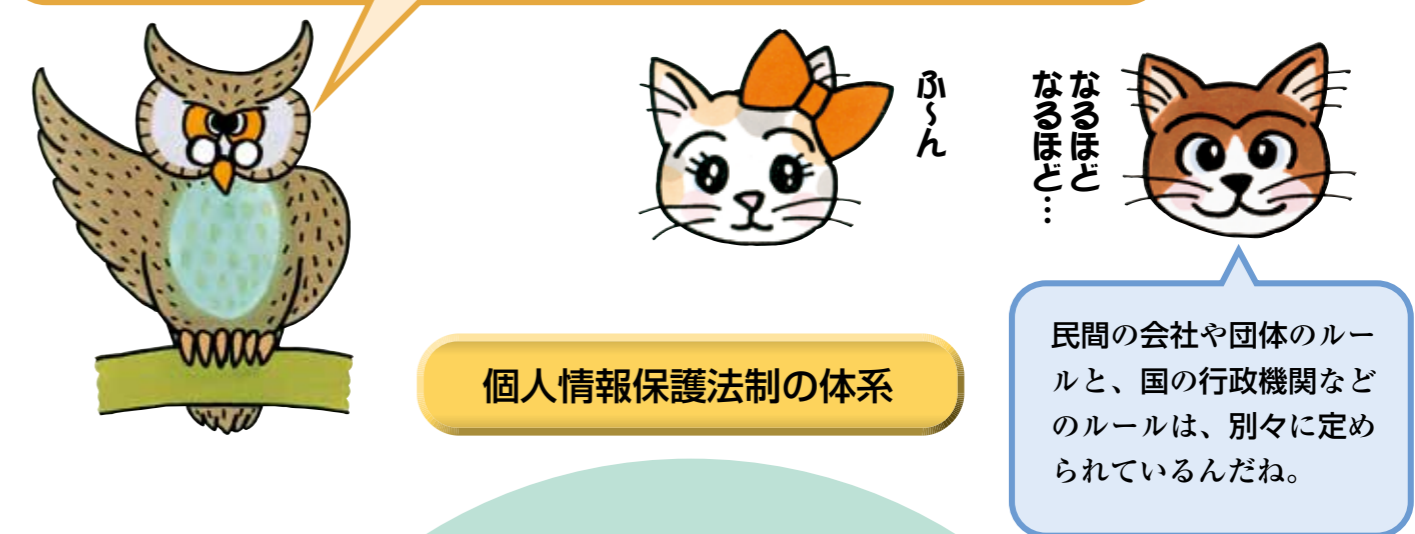 ふ〜ん
なるほど
なるほど…
個人情報保護法制の体系
民間の会社や団体のルー
ルと、国の行政機関など
のルールは、別々に定め
られているんだね。